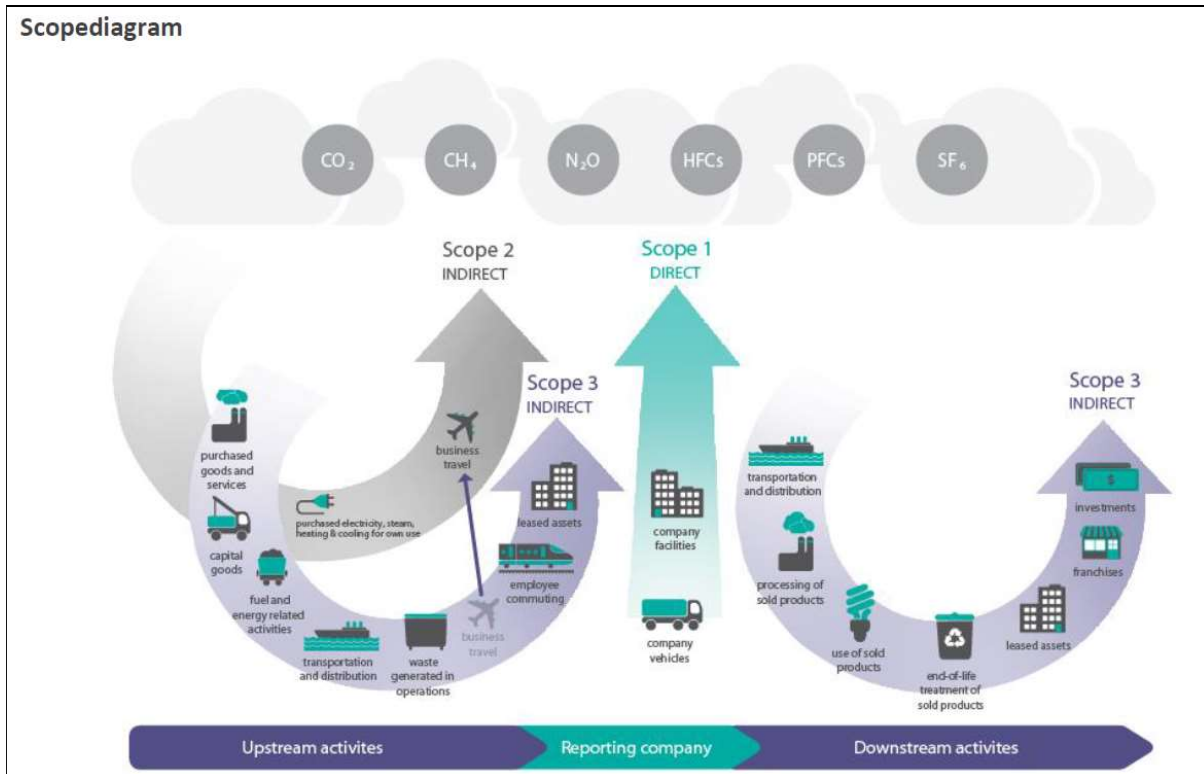 Scopediagram
CO₂
CH₄
N₂O
HFCs
PFCs
SF₆
Scope 2
INDIRECT
Scope 1
DIRECT
Scope 3
INDIRECT
Scope 3
INDIRECT
purchased
goods and
services
capital
goods
fuel and
energy related
activities
transportation
and distribution
waste
generated in
operations
business
travel
employee
commuting
leased assets
purchased electricity, steam,
heating & cooling for own use
business
travel
company
facilities
company
vehicles
transportation
and distribution
processing of
sold products
use of sold
products
end-of-life
treatment of
sold products
leased assets
franchises
$
investments
Upstream activites
Reporting company
Downstream activites